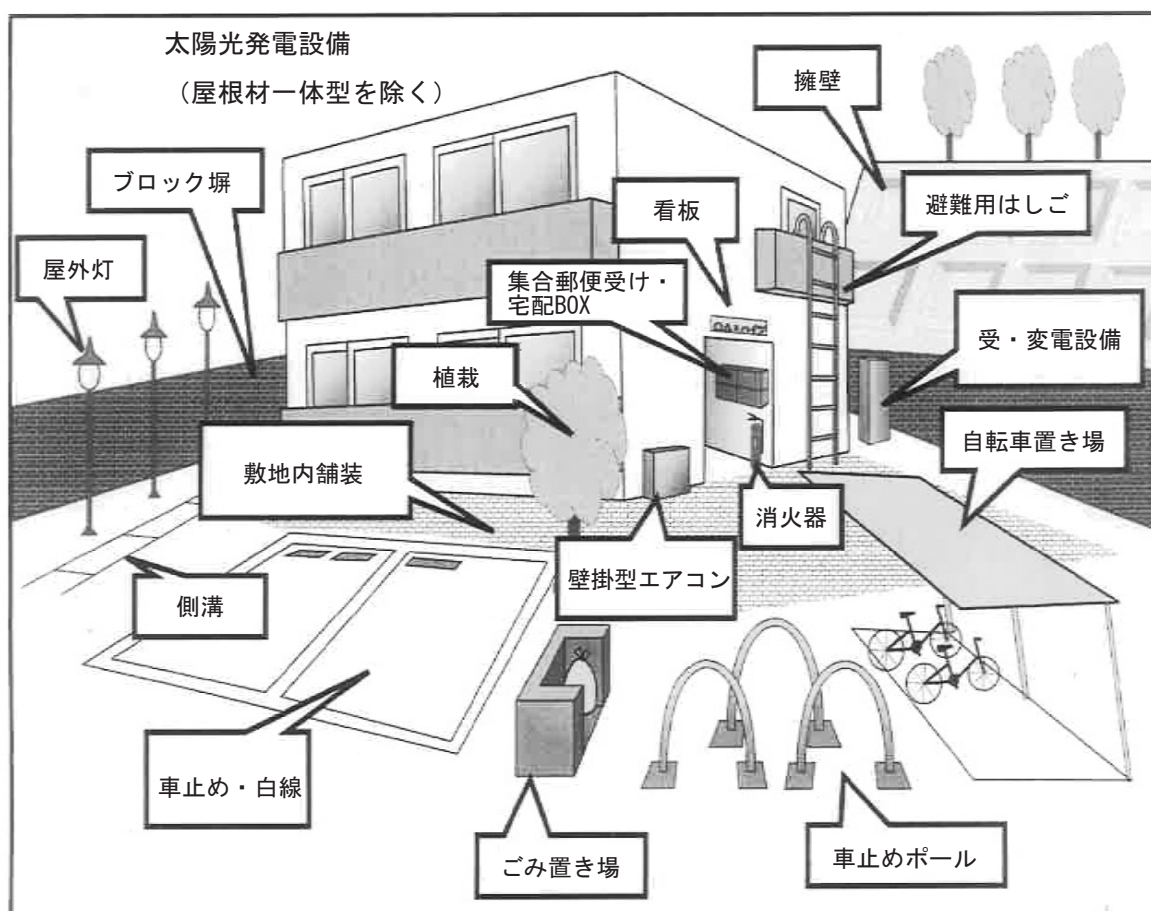 太陽光発電設備
(屋根材一体型を除く)
擁壁
ブロック塀
看板
避難用はしご
屋外灯
集合郵便受け・
宅配BOX
受・変電設備
植栽
自転車置き場
敷地内舗装
消火器
壁掛型エアコン
側溝
車止め・白線
ごみ置き場
車止めポール